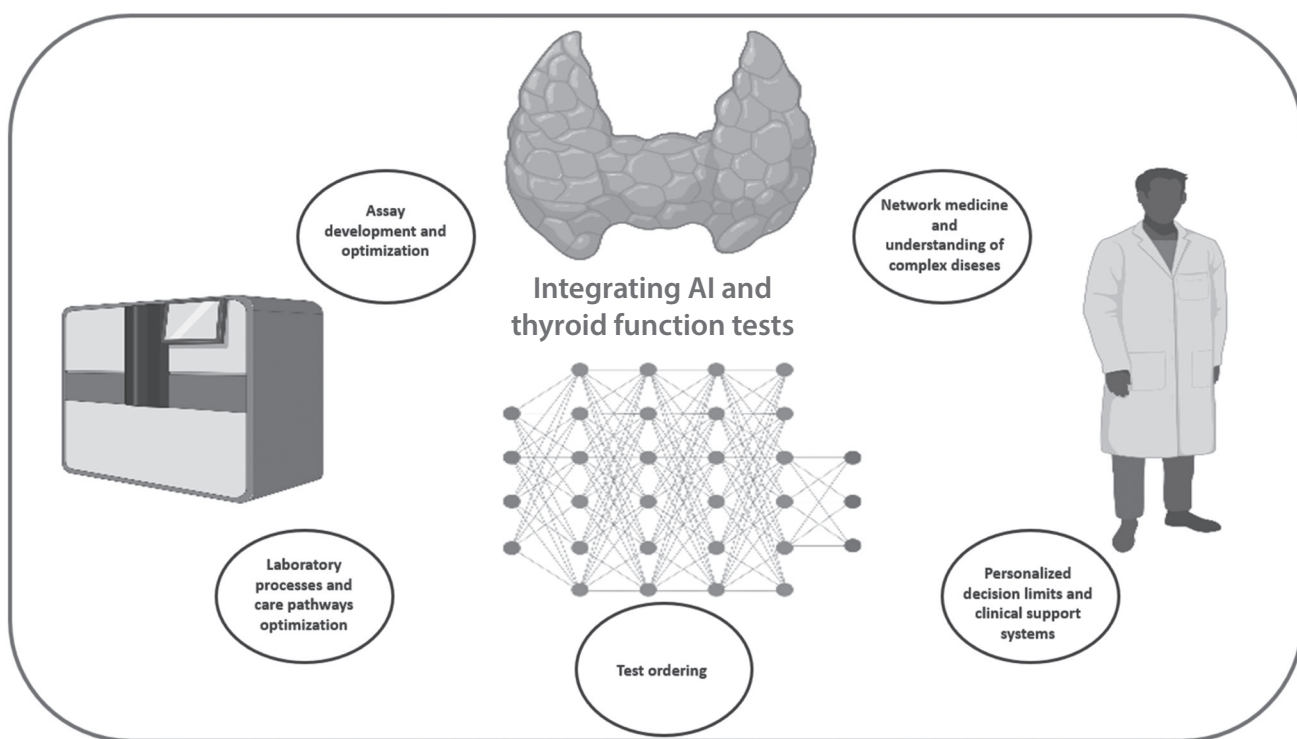 Assay
development and
optimization
Network medicine
and
understanding of
complex diseses
Integrating AI and
thyroid function tests
Laboratory
processes and
care pathways
optimization
Personalized
decision limits and
clinical support
systems
Test ordering